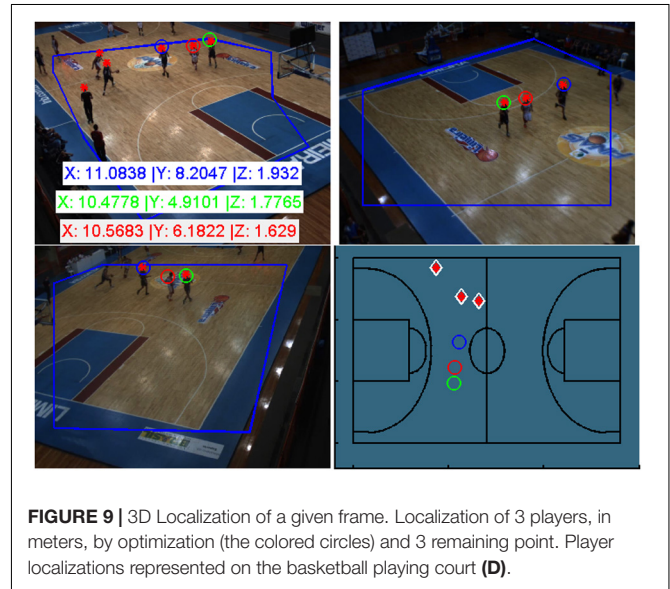 X: 11.0838 |Y: 8.2047 |Z: 1.932
X: 10.4778 |Y: 4.9101 |Z: 1.7765
X: 10.5683 |Y: 6.1822 |Z: 1.629
FIGURE 9 | 3D Localization of a given frame. Localization of 3 players, in
meters, by optimization (the colored circles) and 3 remaining point. Player
localizations represented on the basketball playing court (D).